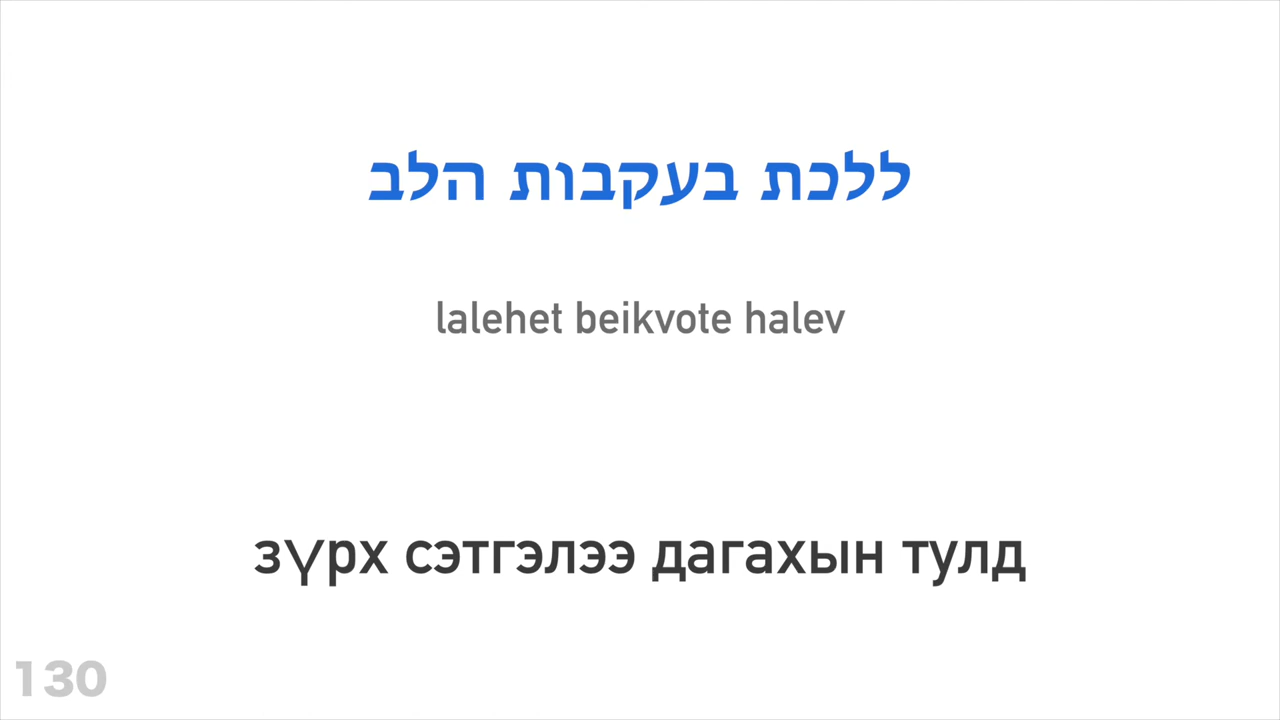 ללכת בעקבות הלב
lalehet beikvote halev
зүрх сэтгэлээ дагахын тулд
130